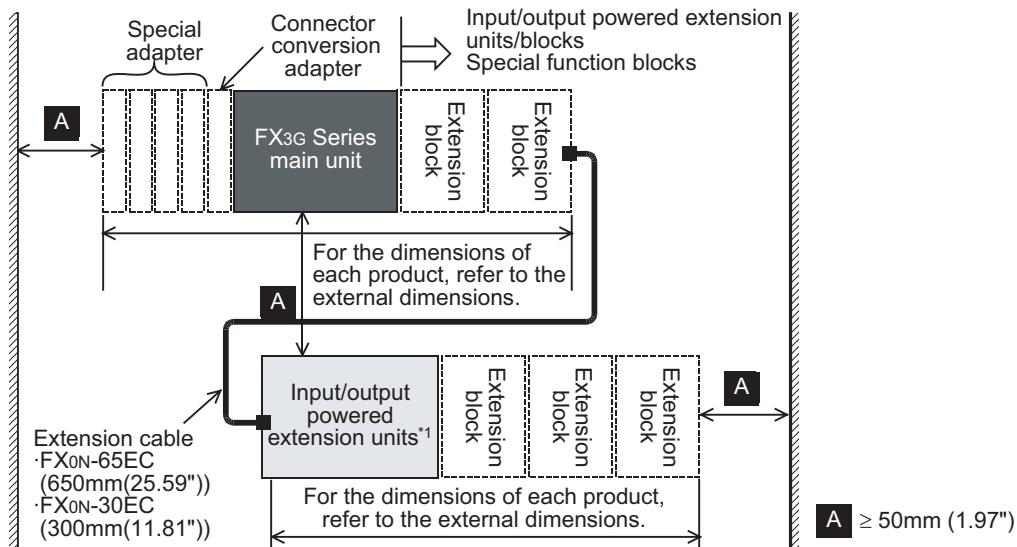 Special
adapter
Connector
conversion
adapter
Input/output powered extension
units/blocks
Special function blocks
A
FX3G Series
main unit
Extension
block
Extension
block
For the dimensions of
each product, refer to the
external dimensions.
A
Input/output
powered
extension units*1
Extension
block
Extension
block
Extension
block
A
Extension cable
·FX0N-65EC
(650mm(25.59"))
·FX0N-30EC
(300mm(11.81"))
For the dimensions of each product,
refer to the external dimensions.
A ≥ 50mm (1.97")